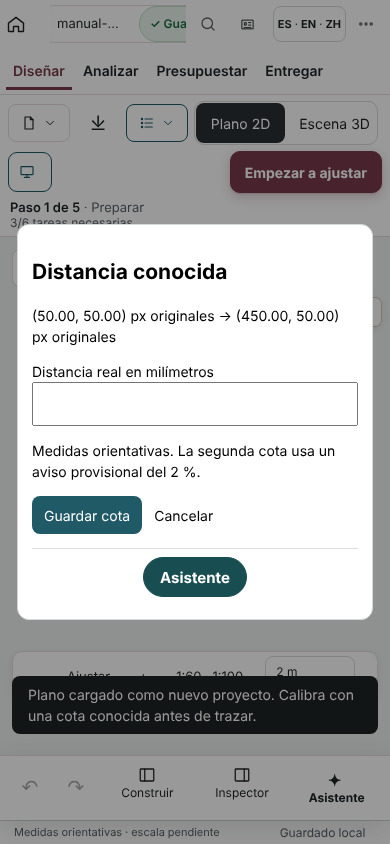 manual-... ✓ Gua ES · EN · ZH
Diseñar Analizar Presupuestar Entregar
Plano 2D Escena 3D
Empezar a ajustar
Paso 1 de 5 · Preparar
3/6 tareas necesarias
Distancia conocida
(50.00, 50.00) px originales → (450.00, 50.00)
px originales
Distancia real en milímetros
Medidas orientativas. La segunda cota usa un
aviso provisional del 2 %.
Guardar cota Cancelar
Asistente
Ajustar 1:60 1:100 2 m
Plano cargado como nuevo proyecto. Calibra con
una cota conocida antes de trazar.
Construir Inspector Asistente
Medidas orientativas · escala pendiente Guardado local